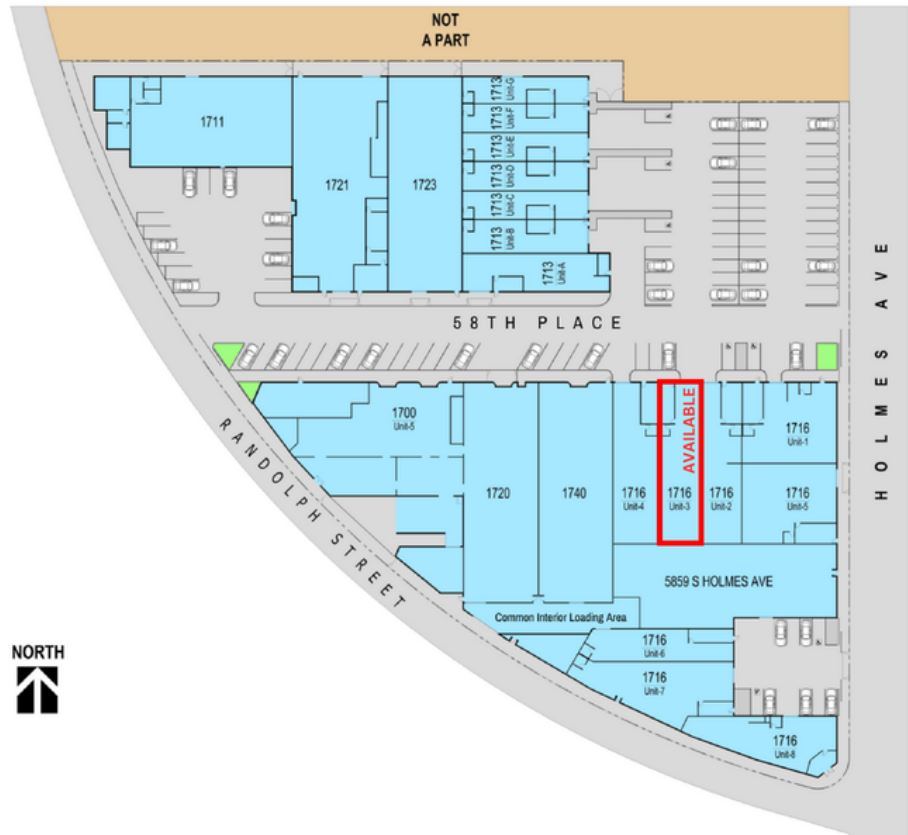 NOT
A PART
1711
1721
1723
1713
Unit-G
1713
Unit-F
1713
Unit-E
1713
Unit-D
1713
Unit-C
1713
Unit-B
1713
Unit-A
58TH PLACE
HOLMES AVE
RANDOLPH STREET
1700
Unit-5
1720
1740
1716
Unit-4
AVAILABLE
1716
Unit-3
1716
Unit-2
1716
Unit-1
1716
Unit-5
5859 S HOLMES AVE
Common Interior Loading Area
1716
Unit-6
1716
Unit-7
1716
Unit-8
NORTH